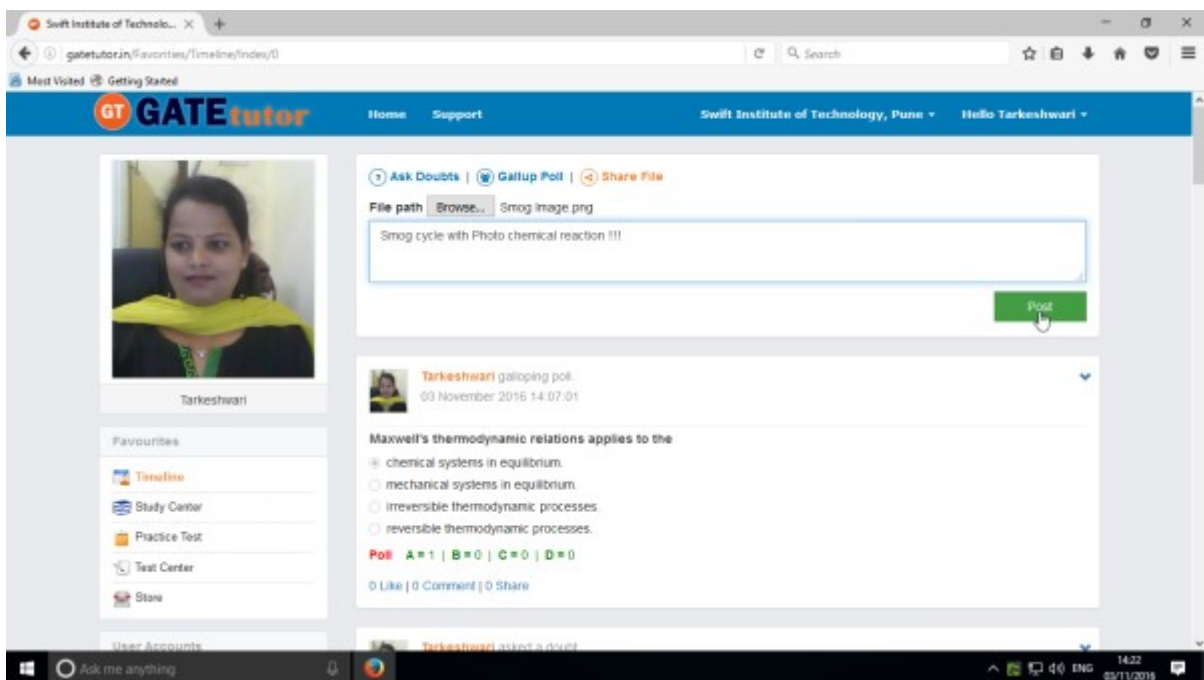 Swift Institute of Technolo...
gatetutor.in/Favorities/Timeline/Index/0
Search
Most Visited Getting Started
GT GATEtutor
Home Support Swift Institute of Technology, Pune Hello Tarkeshwari
Ask Doubts | Gallup Poll | Share File
File path Browse... Smog Image.png
Smog cycle with Photo chemical reaction !!!
Post
Tarkeshwari
Favourites
Timeline
Study Center
Practice Test
Test Center
Store
User Accounts
Tarkeshwari galloping poll.
03 November 2016 14:07:01
Maxwell's thermodynamic relations applies to the
chemical systems in equilibrium.
mechanical systems in equilibrium.
irreversible thermodynamic processes.
reversible thermodynamic processes.
Poll A = 1 | B = 0 | C = 0 | D = 0
0 Like | 0 Comment | 0 Share
Tarkeshwari asked a doubt
Ask me anything
ENG
14:22
03/11/2016